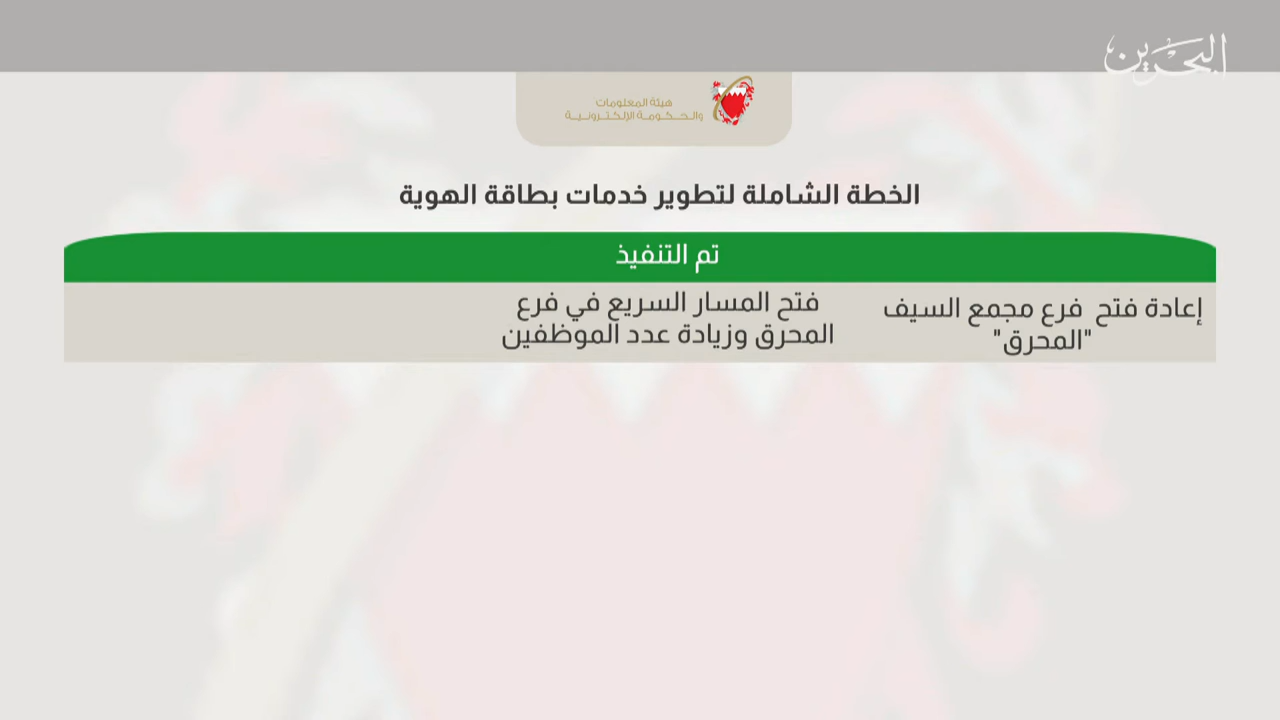 البحرين
هيئة المعلومات
والحكومة الإلكترونية
الخطة الشاملة لتطوير خدمات بطاقة الهوية
تم التنفيذ
إعادة فتح فرع مجمع السيف
"المحرق"
فتح المسار السريع في فرع
المحرق وزيادة عدد الموظفين